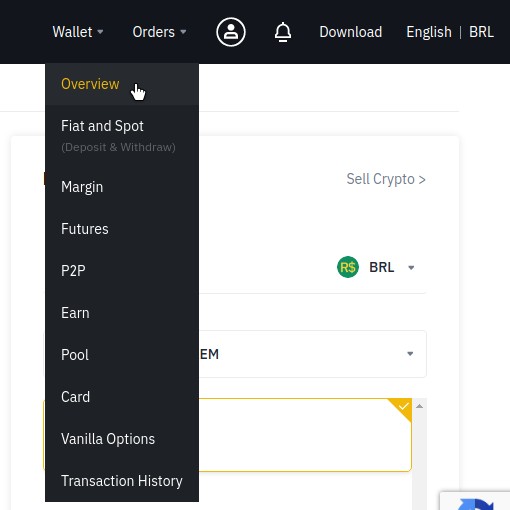 Wallet Orders Download English | BRL
Overview
Fiat and Spot
(Deposit & Withdraw)
Margin
Sell Crypto >
Futures
P2P
R$ BRL
Earn
Pool
EM
Card
Vanilla Options
Transaction History